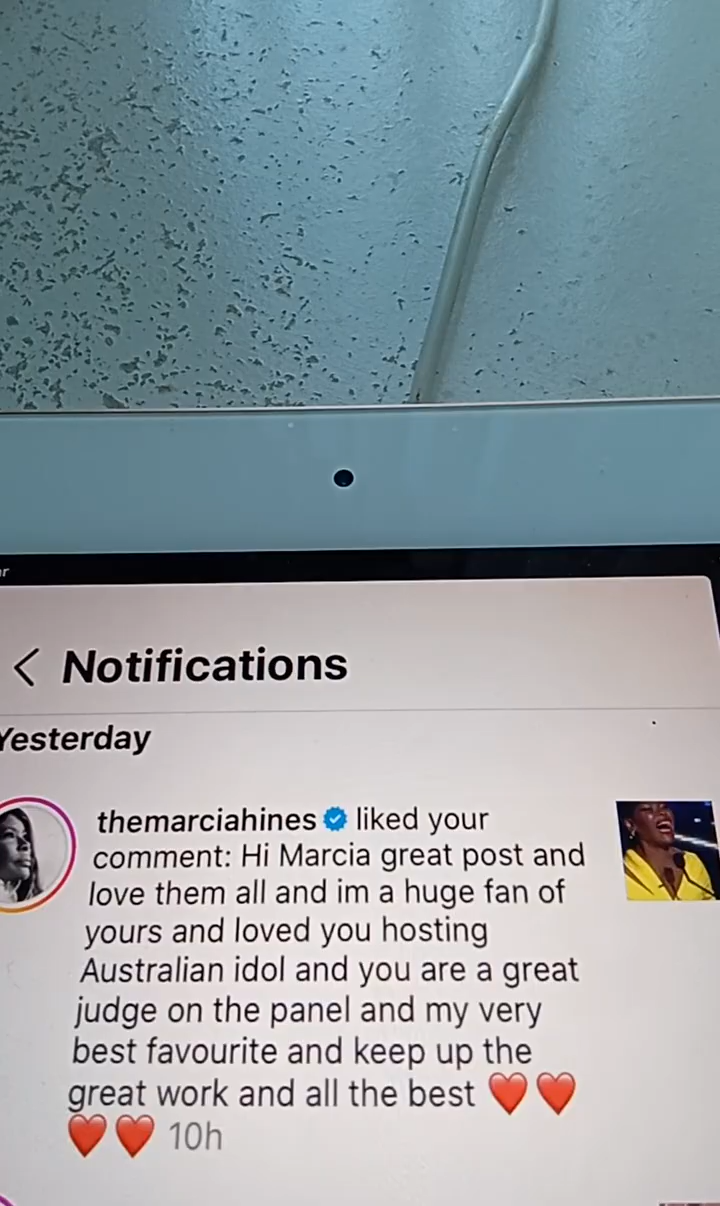 Notifications
Yesterday
themarciahines liked your
comment: Hi Marcia great post and
love them all and im a huge fan of
yours and loved you hosting
Australian idol and you are a great
judge on the panel and my very
best favourite and keep up the
great work and all the best ❤️❤️
❤️❤️ 10h